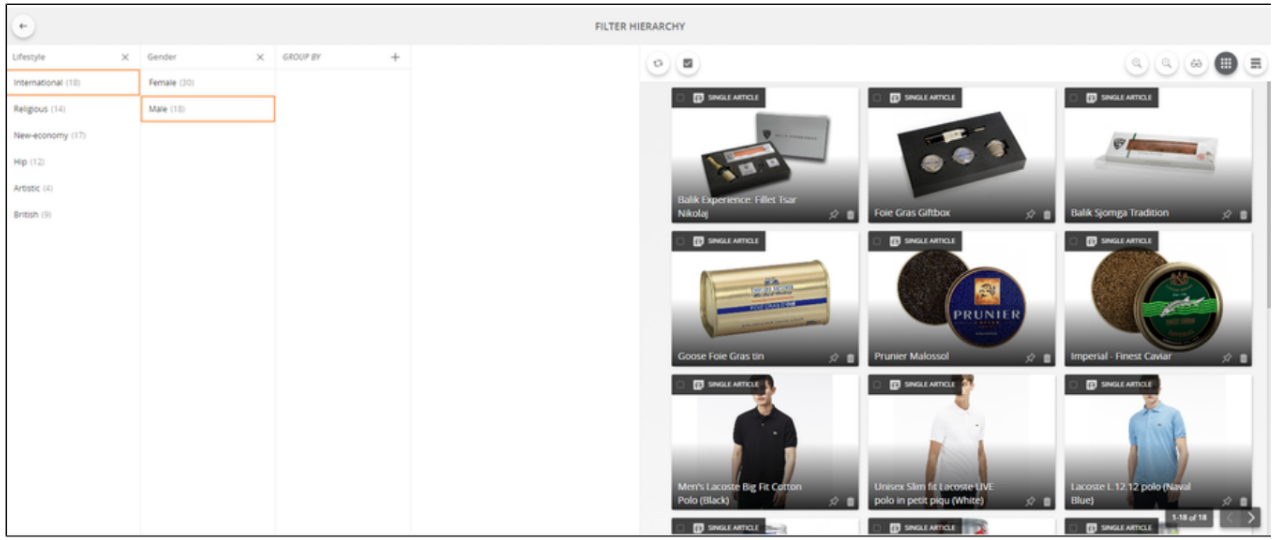 FILTER HIERARCHY
Lifestyle
Gender
GROUP BY
International (18)
Religious (14)
New-economy (17)
Hip (12)
Artistic (4)
British (9)
Female (30)
Male (18)
SINGLE ARTICLE
Balik Experience: Fillet Tsar
Nikolaj
SINGLE ARTICLE
Foie Gras Giftbox
SINGLE ARTICLE
Balik Sjomga Tradition
SINGLE ARTICLE
Goose Foie Gras tin
SINGLE ARTICLE
PRUNIER
Prunier Malossol
SINGLE ARTICLE
Imperial - Finest Caviar
SINGLE ARTICLE
Men's Lacoste Big Fit Cotton
Polo (Black)
SINGLE ARTICLE
Unisex Slim fit Lacoste LIVE
polo in petit piqu (White)
SINGLE ARTICLE
Lacoste L.12.12 polo (Naval
Blue)
SINGLE ARTICLE
SINGLE ARTICLE
SINGLE ARTICLE
1-18 of 18